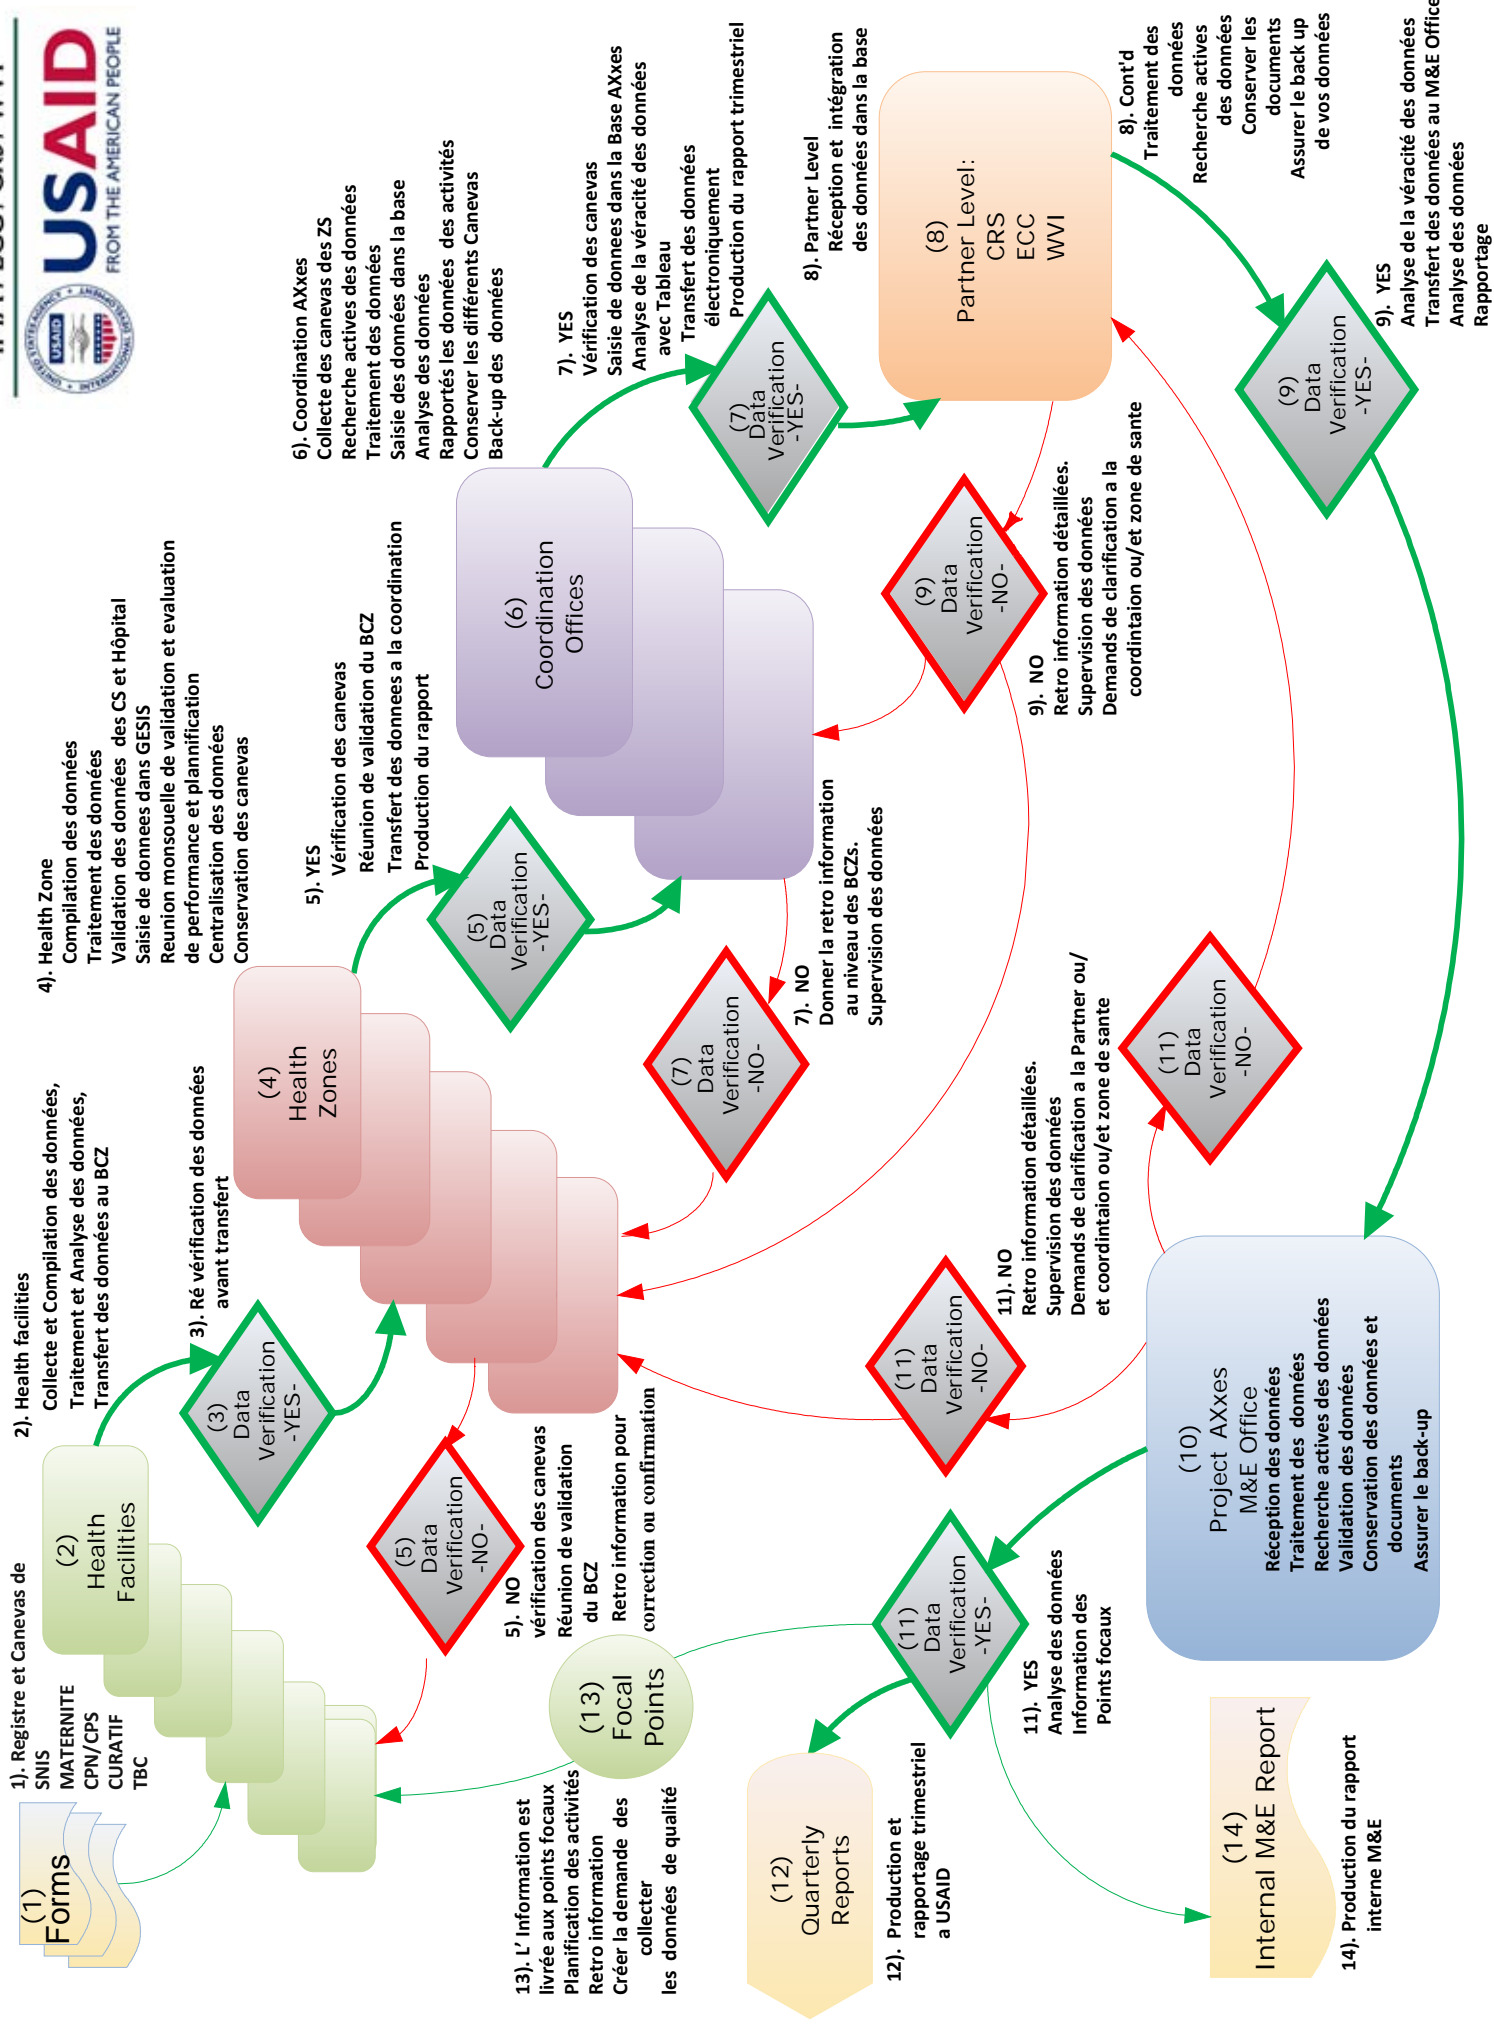 USAID
FROM THE AMERICAN PEOPLE
UNITED STATES AGENCY
INTERNATIONAL DEVELOPMENT
USAID
(1)
Forms
1). Registre et Canevas de
SNIS
MATERNITE
CPN/CPS
CURATIF
TBC
(2)
Health
Facilities
2). Health facilities
Collecte et Compilation des données,
Traitement et Analyse des données,
Transfert des données au BCZ
(3)
Data
Verification
-YES-
3). Ré vérification des données
avant transfert
(4)
Health
Zones
4). Health Zone
Compilation des données
Traitement des données
Validation des données des CS et Hôpital
Saisie de donnees dans GESIS
Reunion monsouelle de validation et evaluation
de performance et plannification
Centralisation des données
Conservation des canevas
(5)
Data
Verification
-YES-
5). YES
Vérification des canevas
Réunion de validation du BCZ
Transfert des donnees a la coordination
Production du rapport
(5)
Data
Verification
-NO-
5). NO
vérification des canevas
Réunion de validation
du BCZ
Retro information pour
correction ou confirmation
(6)
Coordination
Offices
6). Coordination AXxes
Collecte des canevas des ZS
Recherche actives des données
Traitement des données
Saisie des données dans la base
Analyse des données
Rapportés les données des activités
Conserver les différents Canevas
Back-up des données
(7)
Data
Verification
-YES-
7). YES
Vérification des canevas
Saisie de donnees dans la Base AXxes
Analyse de la véracité des données
avec Tableau
Transfert des données
électroniquement
Production du rapport trimestriel
(7)
Data
Verification
-NO-
7). NO
Donner la retro information
au niveau des BCZs.
Supervision des données
(8)
Partner Level:
CRS
ECC
WVI
8). Partner Level
Réception et intégration
des données dans la base
8). Cont'd
Traitement des
données
Recherche actives
des données
Conserver les
documents
Assurer le back up
de vos données
(9)
Data
Verification
-YES-
9). YES
Analyse de la véracité des données
Transfert des données au M&E Office
Analyse des données
Rapportage
(9)
Data
Verification
-NO-
9). NO
Retro information détaillées.
Supervision des données
Demands de clarification a la
coordintaion ou/et zone de sante
(10)
Project AXxes
M&E Office
Réception des données
Traitement des données
Recherche actives des données
Validation des données
Conservation des données et
documents
Assurer le back-up
(11)
Data
Verification
-NO-
(11)
Data
Verification
-NO-
11). NO
Retro information détaillées.
Supervision des données
Demands de clarification a la Partner ou/
et coordintaion ou/et zone de sante
(11)
Data
Verification
-YES-
11). YES
Analyse des données
Information des
Points focaux
(12)
Quarterly
Reports
12). Production et
rapportage trimestriel
a USAID
(13)
Focal
Points
13). L' Information est
livrée aux points focaux
Planification des activités
Retro information
Créer la demande des
collecter
les données de qualité
(14)
Internal M&E Report
14). Production du rapport
interne M&E